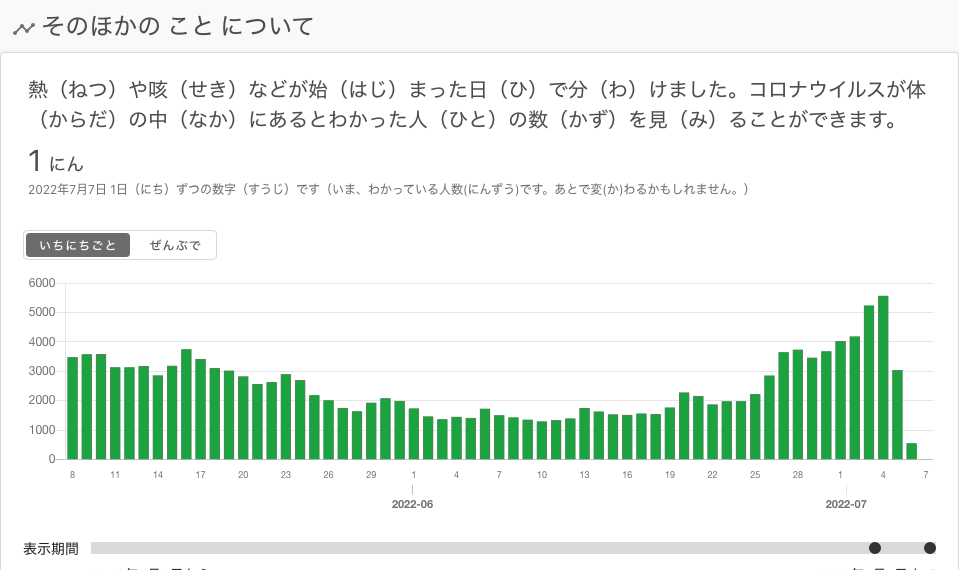 そのほかの こと について
熱（ねつ）や咳（せき）などが始（はじ）まった日（ひ）で分（わ）けました。コロナウイルスが体
（からだ）の中（なか）にあるとわかった人（ひと）の数（かず）を見（み）ることができます。
1 にん
2022年7月7日 1日（にち）ずつの数字（すうじ）です（いま、わかっている人数(にんずう)です。あとで変(か)わるかもしれません。）
いちにちごと ぜんぶで
6000
5000
4000
3000
2000
1000
0
8 11 14 17 20 23 26 29 1 4 7 10 13 16 19 22 25 28 1 4 7
2022-06 2022-07
表示期間